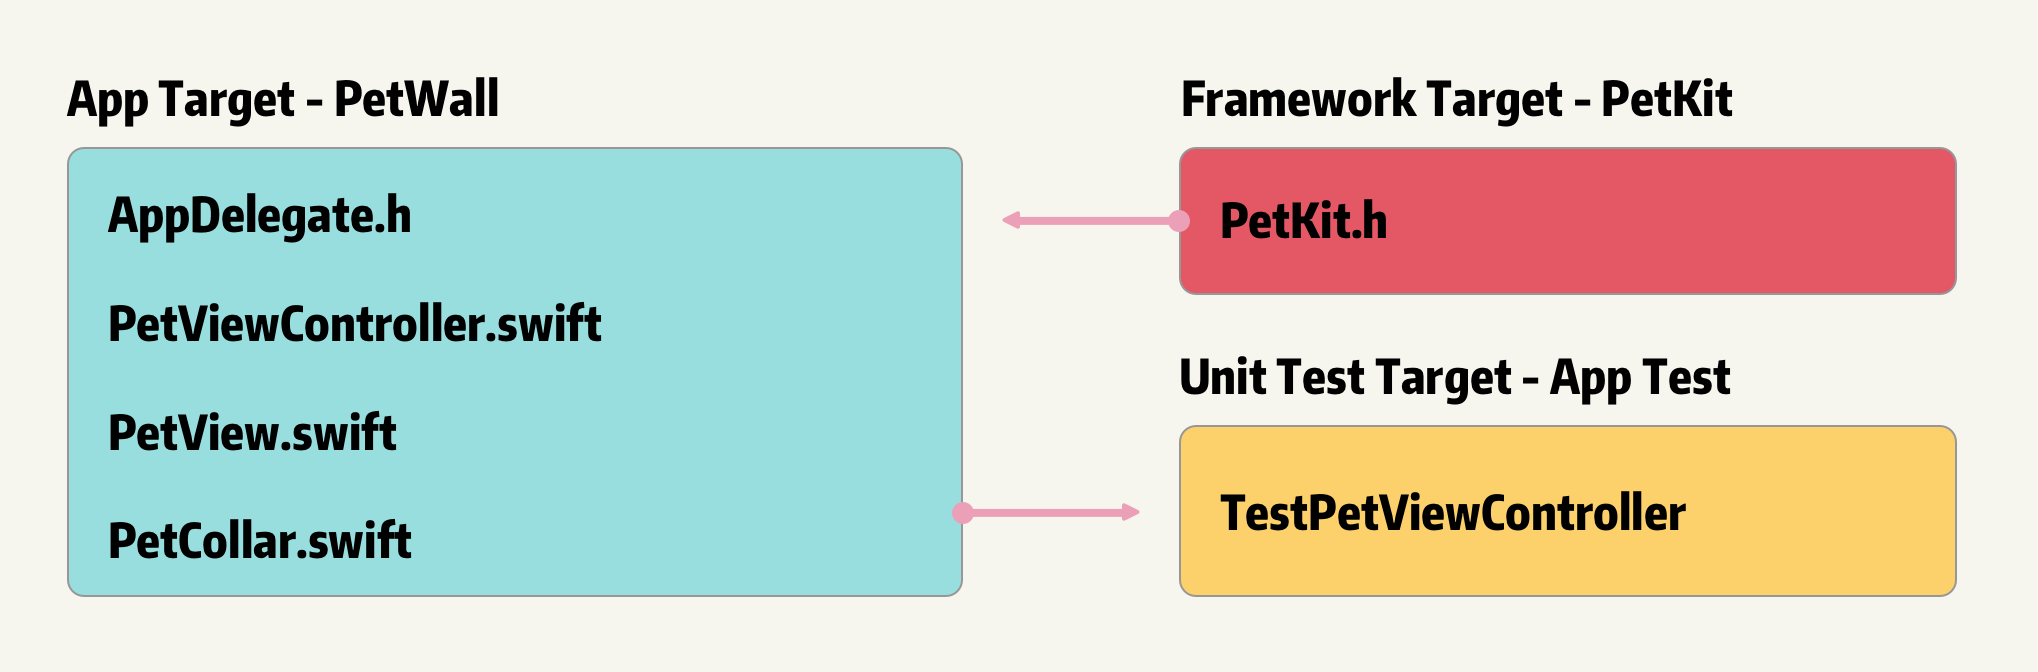 App Target - PetWall
AppDelegate.h
PetViewController.swift
PetView.swift
PetCollar.swift
Framework Target - PetKit
PetKit.h
Unit Test Target - App Test
TestPetViewController